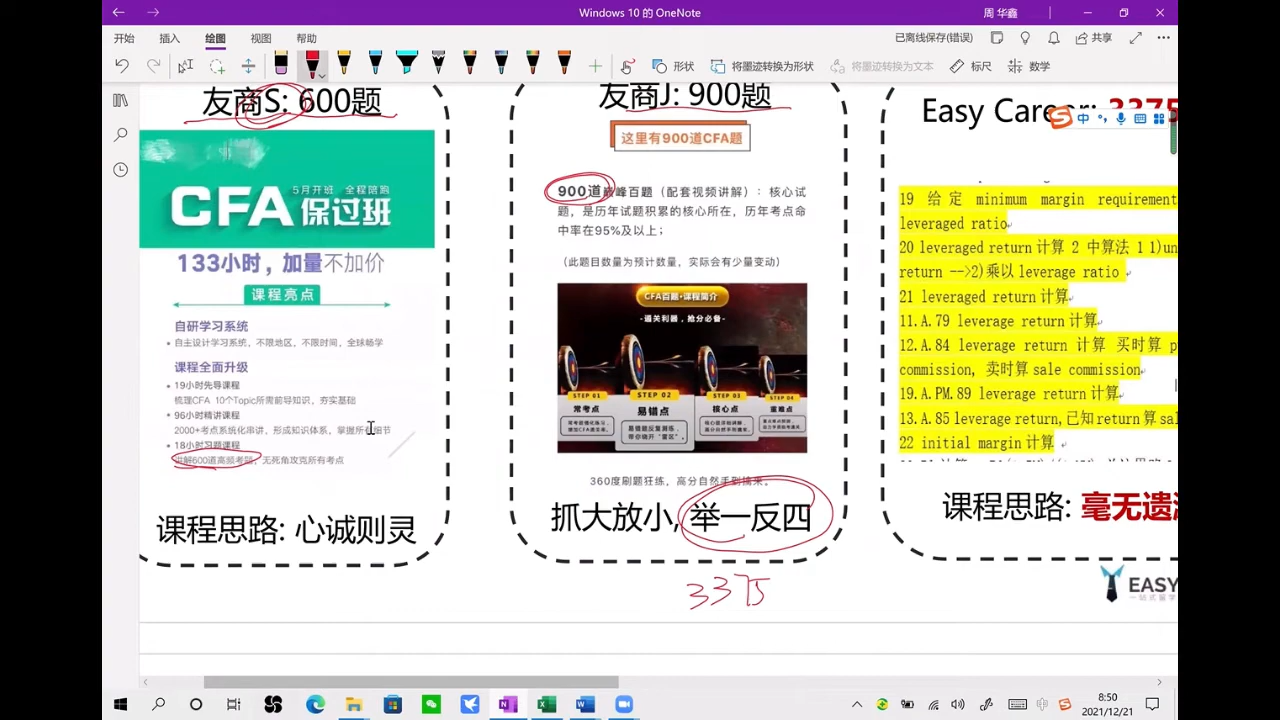 Windows 10 的 OneNote
周 华鑫
开始 插入 绘图 视图 帮助
已离线保存(错误) 共享
形状 将墨迹转换为形状 将墨迹转换为文本 标尺 数学
友商S: 600题
CFA 保过班
5月开班 全程陪跑
133小时，加量不加价
课程亮点
自研学习系统
自主设计学习系统，不限地区，不限时间，全球畅学
课程全面升级
19小时先导课程
梳理CFA 10个Topic所需前导知识，夯实基础
96小时精讲课程
2000+考点系统化串讲，形成知识体系，掌握所有细节
18小时习题课程
讲解600道高频考题，无死角攻克所有考点
课程思路: 心诚则灵
友商J: 900题
这里有900道CFA题
900道巅峰百题（配套视频讲解）：核心试
题，是历年试题积累的核心所在，历年考点命
中率在95%及以上；
（此题目数量为预计数量，实际会有少量变动）
CFA百题•课程简介
-通关利器，抢分必备-
STEP 01 STEP 02 STEP 03 STEP 04
常考点 易错点 核心点 重难点
易错题反复训练，
带你绕开“雷区”。
360度刷题狂练，高分自然手到擒来。
抓大放小, 举一反四
3375
Easy Career: 3375
中
19 给定 minimum margin requirement
leveraged ratio
20 leveraged return 计算 2 中算法 1 1)un
return -->2)乘以 leverage ratio
21 leveraged return 计算
11.A.79 leverage return 计算
12.A.84 leverage return 计算 买时算 p
commission, 卖时算 sale commission
19.A.PM.89 leverage return 计算
13.A.85 leverage return,已知 return 算 sal
22 initial margin 计算
课程思路: 毫无遗
EASY
一站式留学
8:50
2021/12/21